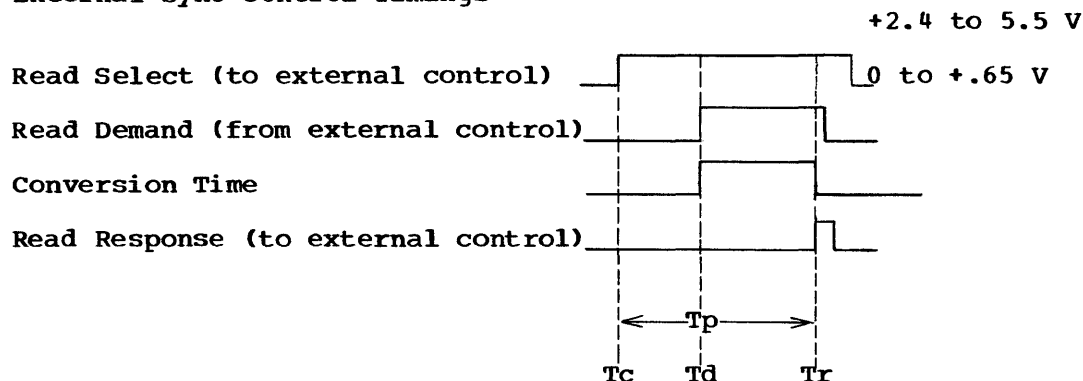 +2.4 to 5.5 V
Read Select (to external control)
0 to +.65 V
Read Demand (from external control)
Conversion Time
Read Response (to external control)
Tp
Tc Td Tr